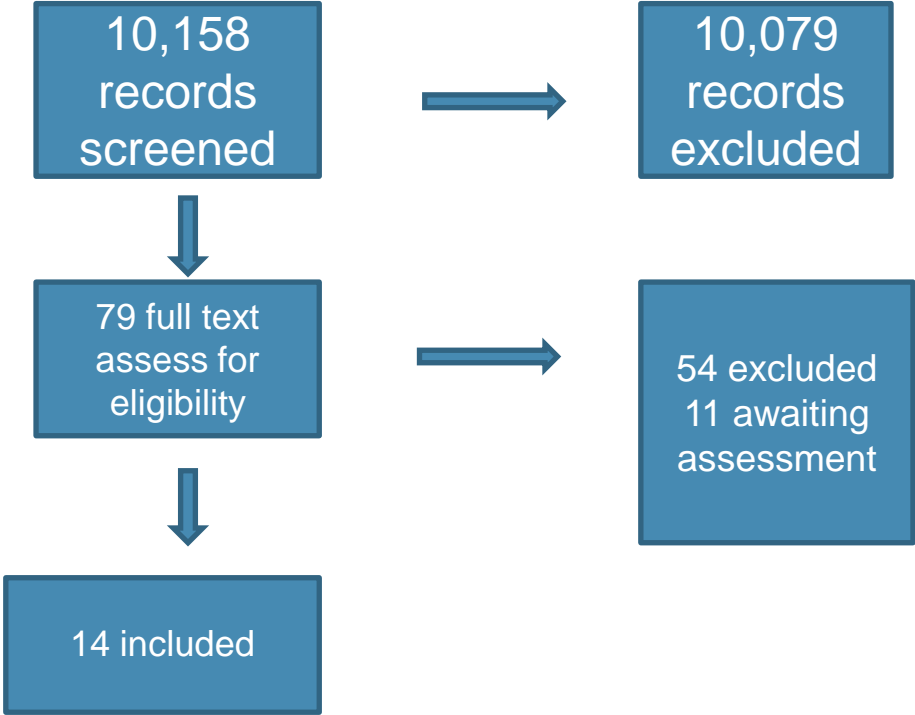 10,158
records
screened
10,079
records
excluded
79 full text
assess for
eligibility
54 excluded
11 awaiting
assessment
14 included